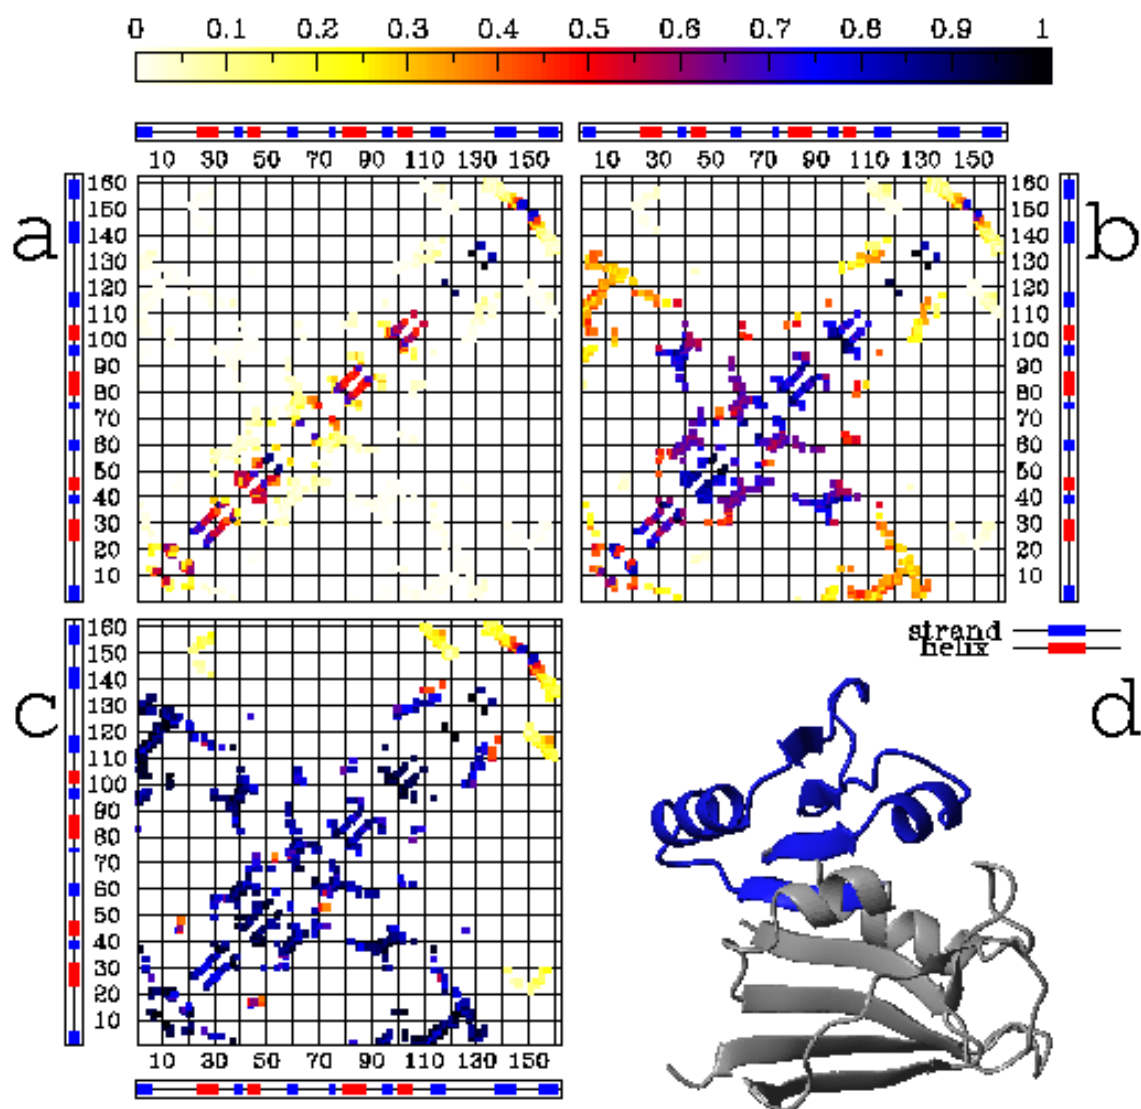 0 0.1 0.2 0.3 0.4 0.5 0.6 0.7 0.8 0.9 1
10 30 50 70 90 110 130 150 10 30 50 70 90 110 130 150
a
160 150 140 130 120 110 100 90 80 70 60 50 40 30 20 10
160 150 140 130 120 110 100 90 80 70 60 50 40 30 20 10
b
strand
helix
c
160 150 140 130 120 110 100 90 80 70 60 50 40 30 20 10
d
10 30 50 70 90 110 130 150